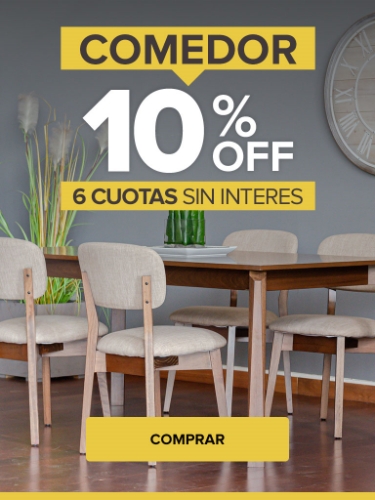 COMEDOR
10% OFF
6 CUOTAS SIN INTERES
COMPRAR